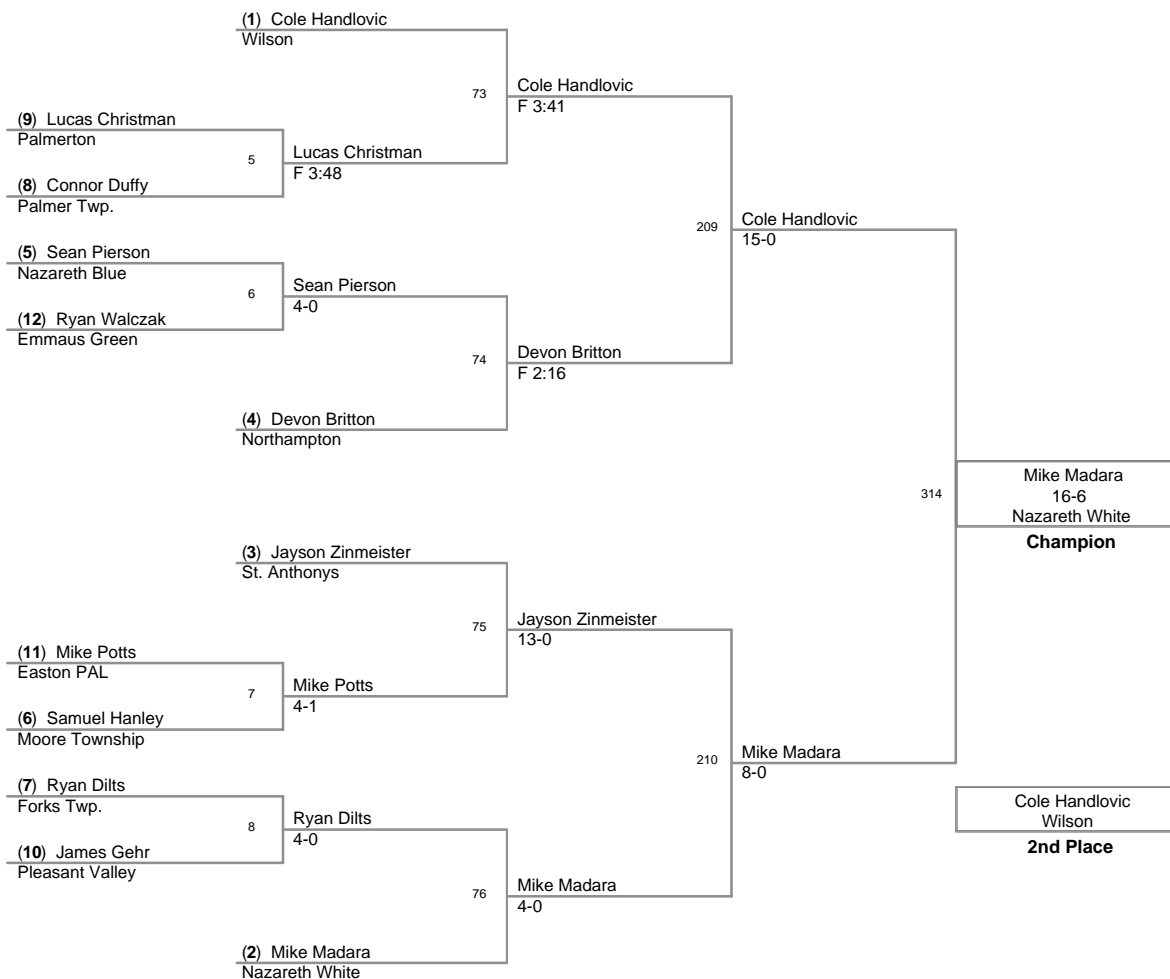 (1) Cole Handlovic
Wilson
73
Cole Handlovic
F 3:41
(9) Lucas Christman
Palmerton
5
Lucas Christman
F 3:48
(8) Connor Duffy
Palmer Twp.
209
Cole Handlovic
15-0
(5) Sean Pierson
Nazareth Blue
6
Sean Pierson
4-0
(12) Ryan Walczak
Emmaus Green
74
Devon Britton
F 2:16
(4) Devon Britton
Northampton
314
Mike Madara
16-6
Nazareth White
Champion
(3) Jayson Zinmeister
St. Anthonys
75
Jayson Zinmeister
13-0
(11) Mike Potts
Easton PAL
7
Mike Potts
4-1
(6) Samuel Hanley
Moore Township
210
Mike Madara
8-0
(7) Ryan Dilts
Forks Twp.
8
Ryan Dilts
4-0
(10) James Gehr
Pleasant Valley
76
Mike Madara
4-0
(2) Mike Madara
Nazareth White
Cole Handlovic
Wilson
2nd Place